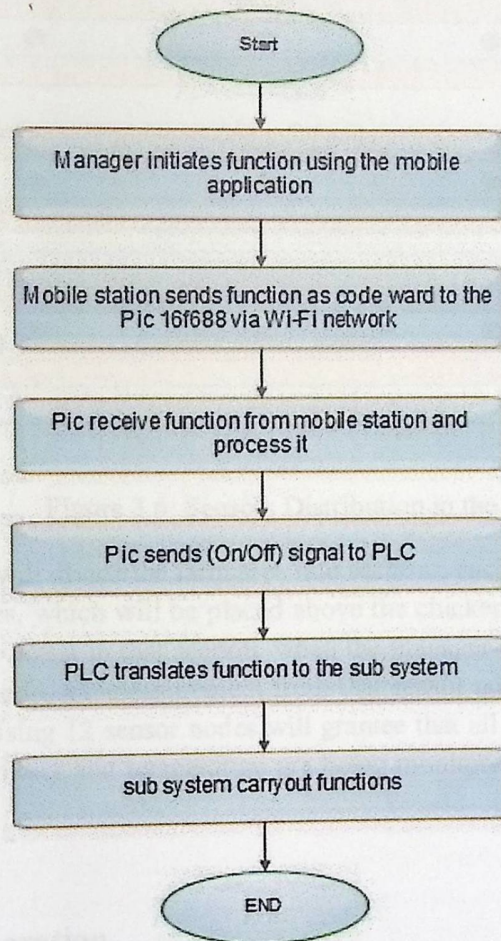 Start
Manager initiates function using the mobile
application
Mobile station sends function as code ward to the
Pic 16f688 via Wi-Fi network
Pic receive function from mobile station and
process it
Pic sends (On/Off) signal to PLC
PLC translates function to the sub system
sub system carryout functions
END